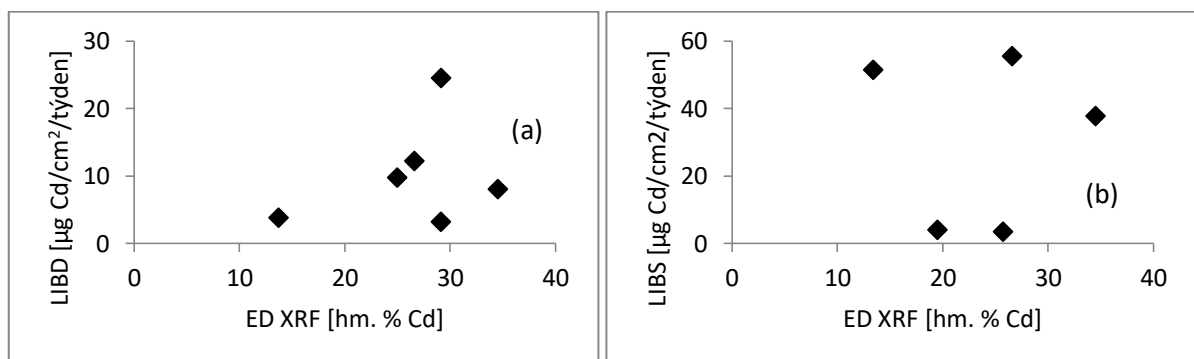 LIBD [µg Cd/cm²/týden]
30
20
10
0
(a)
0 10 20 30 40
ED XRF [hm. % Cd]
LIBS [µg Cd/cm2/týden]
60
40
20
0
(b)
0 10 20 30 40
ED XRF [hm. % Cd]